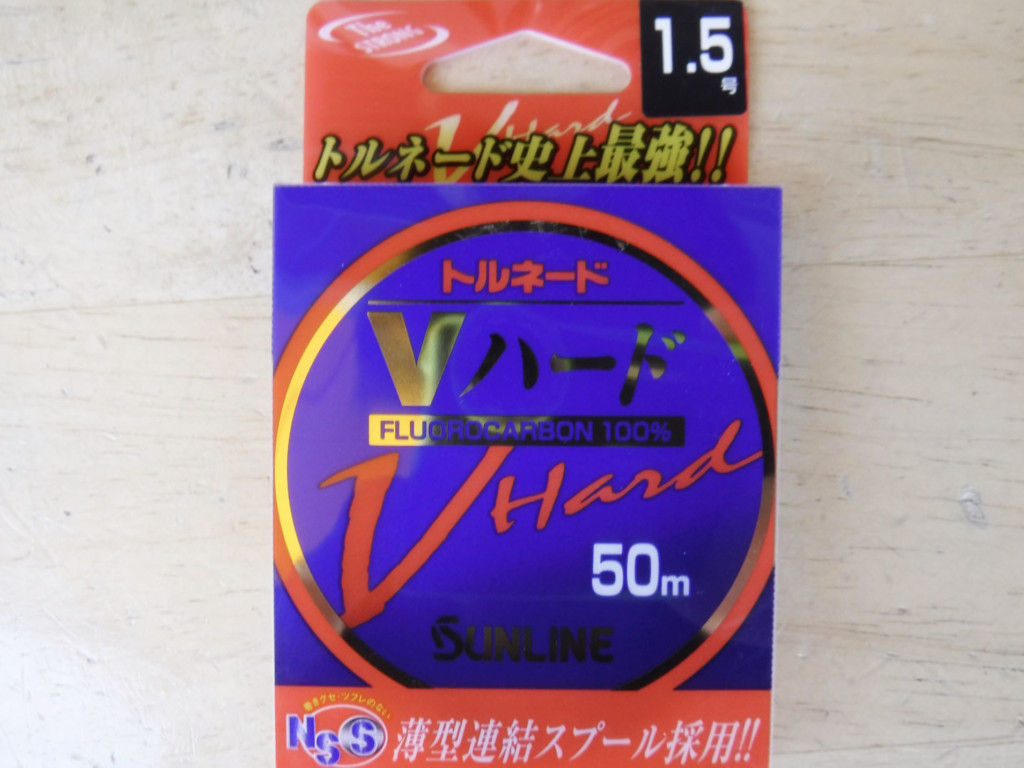 The
STRONG
1.5
号
V Hard
トルネード史上最強!!
トルネード
Vハード
FLUOROCARBON 100%
V Hard
50m
SUNLINE
巻きクセ・ツブレのない
NSS
薄型連結スプール採用!!